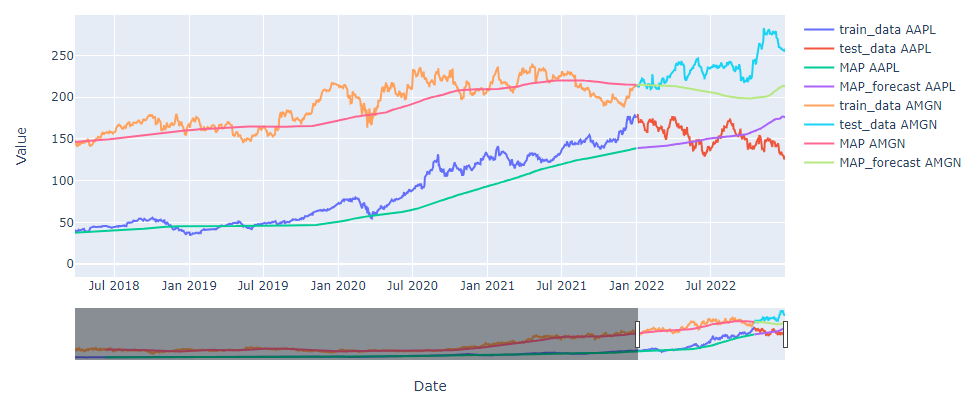 250
200
150
100
50
0
Value
Jul 2018
Jan 2019
Jul 2019
Jan 2020
Jul 2020
Jan 2021
Jul 2021
Jan 2022
Jul 2022
Date
train_data AAPL
test_data AAPL
MAP AAPL
MAP_forecast AAPL
train_data AMGN
test_data AMGN
MAP AMGN
MAP_forecast AMGN